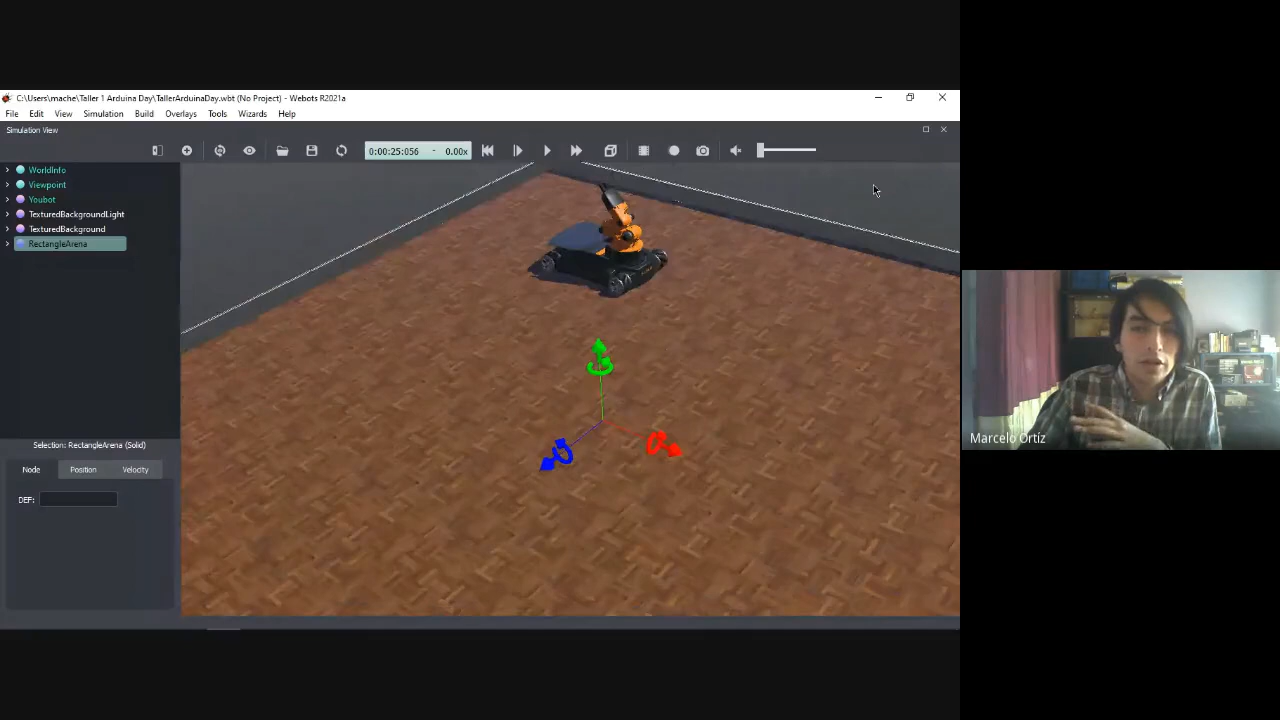 C:\Users\mache\Taller 1 Arduina Day\TallerArduinaDay.wbt (No Project) - Webots R2021a
File Edit View Simulation Build Overlays Tools Wizards Help
Simulation View
0:00:25:056 - 0.00x
WorldInfo
Viewpoint
Youbot
TexturedBackgroundLight
TexturedBackground
RectangleArena
Selection: RectangleArena (Solid)
Node Position Velocity
DEF:
Marcelo Ortíz